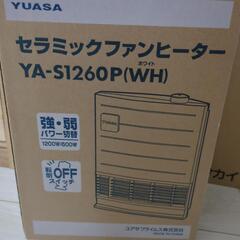 YUASA
セラミックファンヒーター
ホワイト
YA-S1260P(WH)
強・弱
パワー切替
1200W/600W
転倒
OFF
スイッチ
ユアサプライムス株式会社